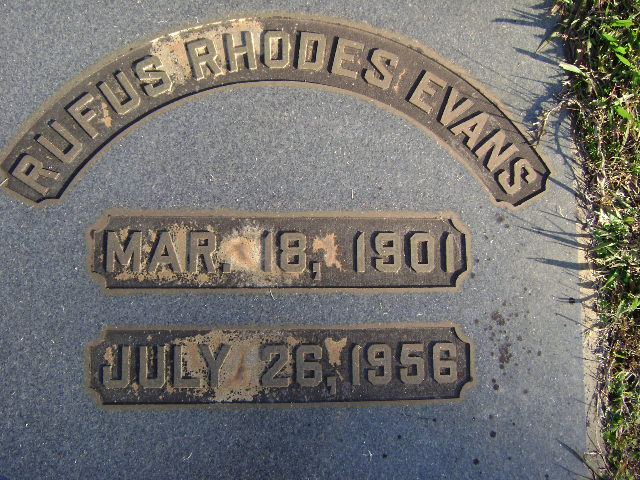 RUFUS RHODES EVANS
MAR. 18, 1901
JULY 26, 1956